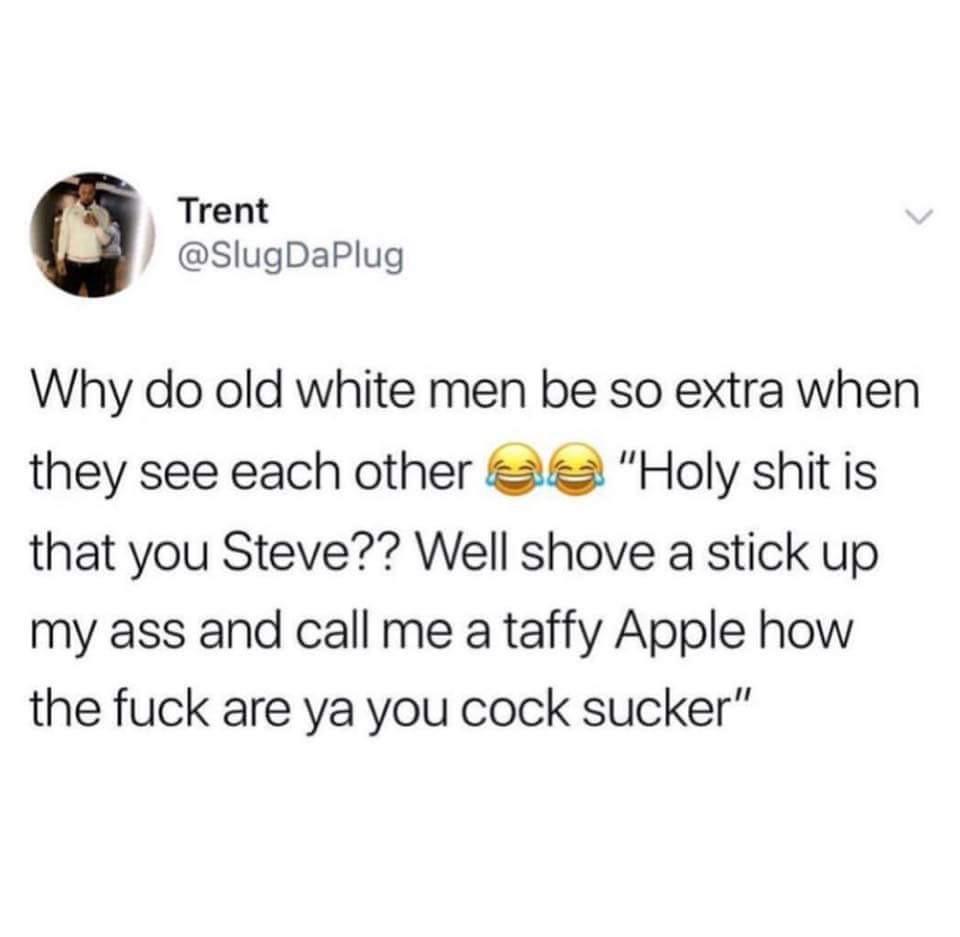 Trent
@SlugDaPlug
Why do old white men be so extra when
they see each other 😂😂 "Holy shit is
that you Steve?? Well shove a stick up
my ass and call me a taffy Apple how
the fuck are ya you cock sucker"